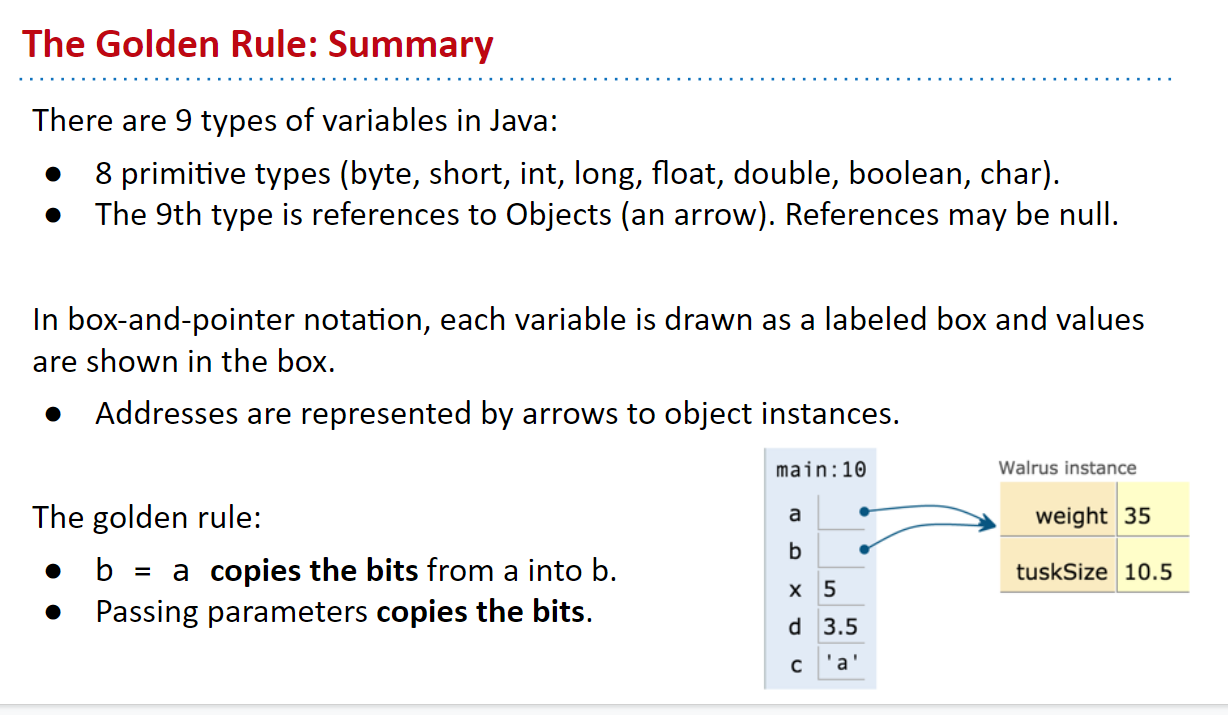 The Golden Rule: Summary
There are 9 types of variables in Java:
● 8 primitive types (byte, short, int, long, float, double, boolean, char).
● The 9th type is references to Objects (an arrow). References may be null.
In box-and-pointer notation, each variable is drawn as a labeled box and values
are shown in the box.
● Addresses are represented by arrows to object instances.
The golden rule:
● b = a copies the bits from a into b.
● Passing parameters copies the bits.
main:10
a
b
x 5
d 3.5
c 'a'
Walrus instance
weight 35
tuskSize 10.5